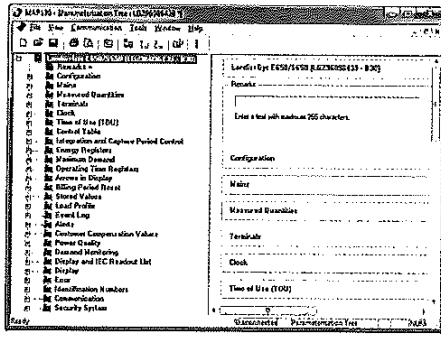 File View Communication Tools Window Help
Remarks
Configuration
Mains
Measured Quantities
Terminals
Clock
Time of Use (TOU)
Control Table
Integration and Capture Period Control
Energy Registers
Maximum Demand
Operating Time Registers
Arrows in Display
Billing Period Reset
Stored Values
Load Profile
Event Log
Alerts
Customer Compensation Values
Power Quality
Demand Monitoring
Display and IEC Readout List
Display
Error
Identification Numbers
Communication
Security System
Remarks
Enter a text with maximum 255 characters.
Configuration
Mains
Measured Quantities
Terminals
Clock
Time of Use (TOU)
Ready
Disconnected Parameterisation Tree